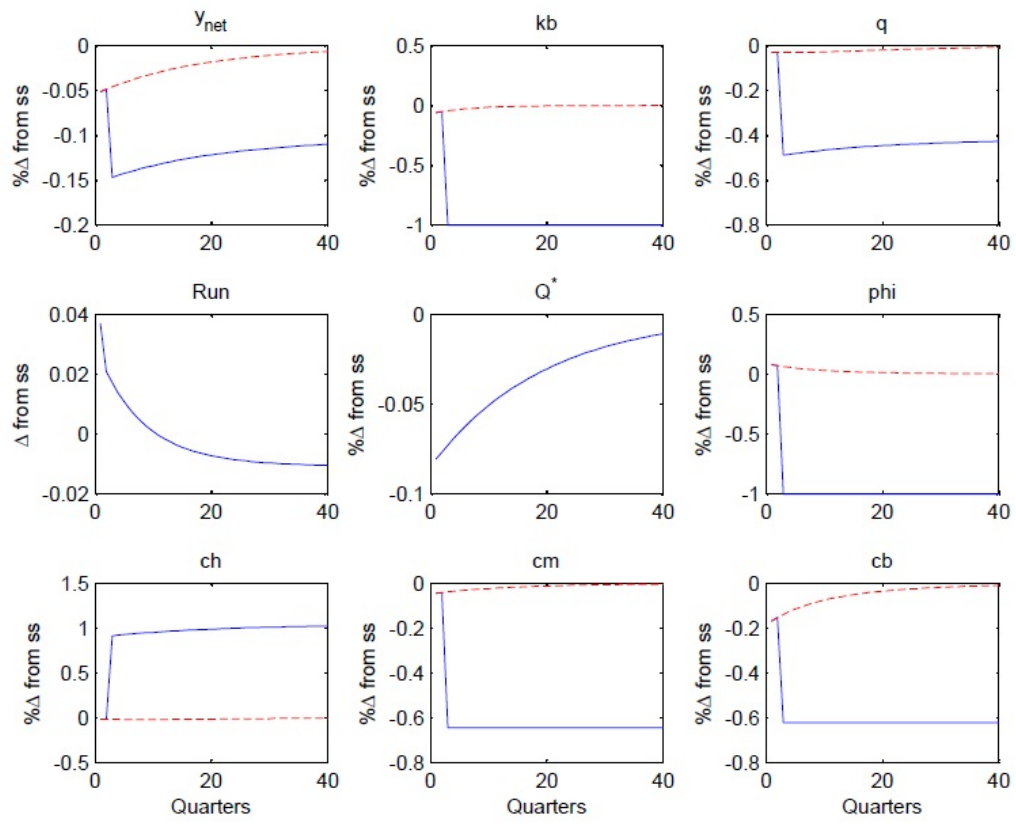 y_net
kb
q
%Δ from ss
0
-0.05
-0.1
-0.15
-0.2
0 20 40
%Δ from ss
0.5
0
-0.5
-1
0 20 40
%Δ from ss
0
-0.2
-0.4
-0.6
-0.8
0 20 40
Run
Q*
phi
Δ from ss
0.04
0.02
0
-0.02
0 20 40
%Δ from ss
0
-0.05
-0.1
0 20 40
%Δ from ss
0.5
0
-0.5
-1
0 20 40
ch
cm
cb
%Δ from ss
1.5
1
0.5
0
-0.5
0 20 40
Quarters
%Δ from ss
0
-0.2
-0.4
-0.6
-0.8
0 20 40
Quarters
%Δ from ss
0
-0.2
-0.4
-0.6
-0.8
0 20 40
Quarters